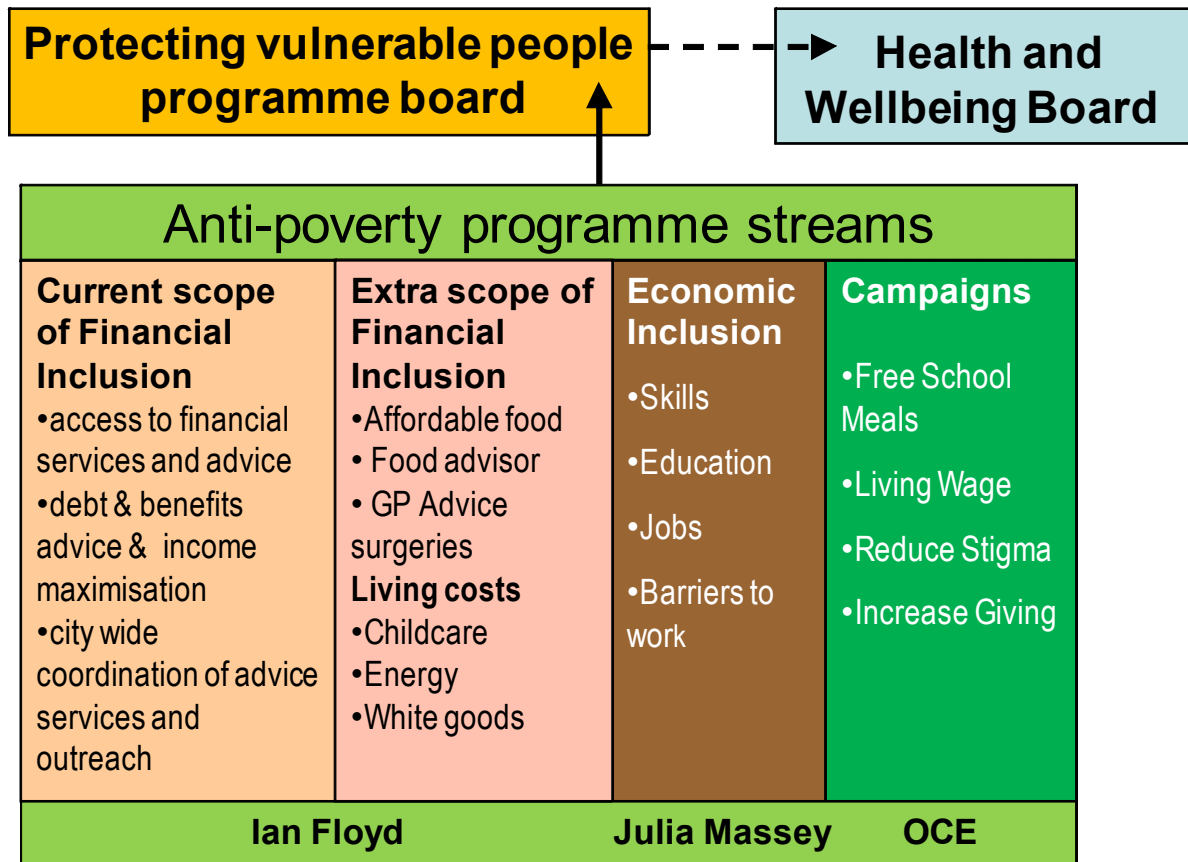 Protecting vulnerable people
programme board
Health and
Wellbeing Board
Anti-poverty programme streams
Current scope
of Financial
Inclusion
•access to financial
services and advice
•debt & benefits
advice & income
maximisation
•city wide
coordination of advice
services and
outreach
Extra scope of
Financial
Inclusion
•Affordable food
• Food advisor
• GP Advice
surgeries
Living costs
•Childcare
•Energy
•White goods
Economic
Inclusion
•Skills
•Education
•Jobs
•Barriers to
work
Campaigns
•Free School
Meals
•Living Wage
•Reduce Stigma
•Increase Giving
Ian Floyd
Julia Massey
OCE